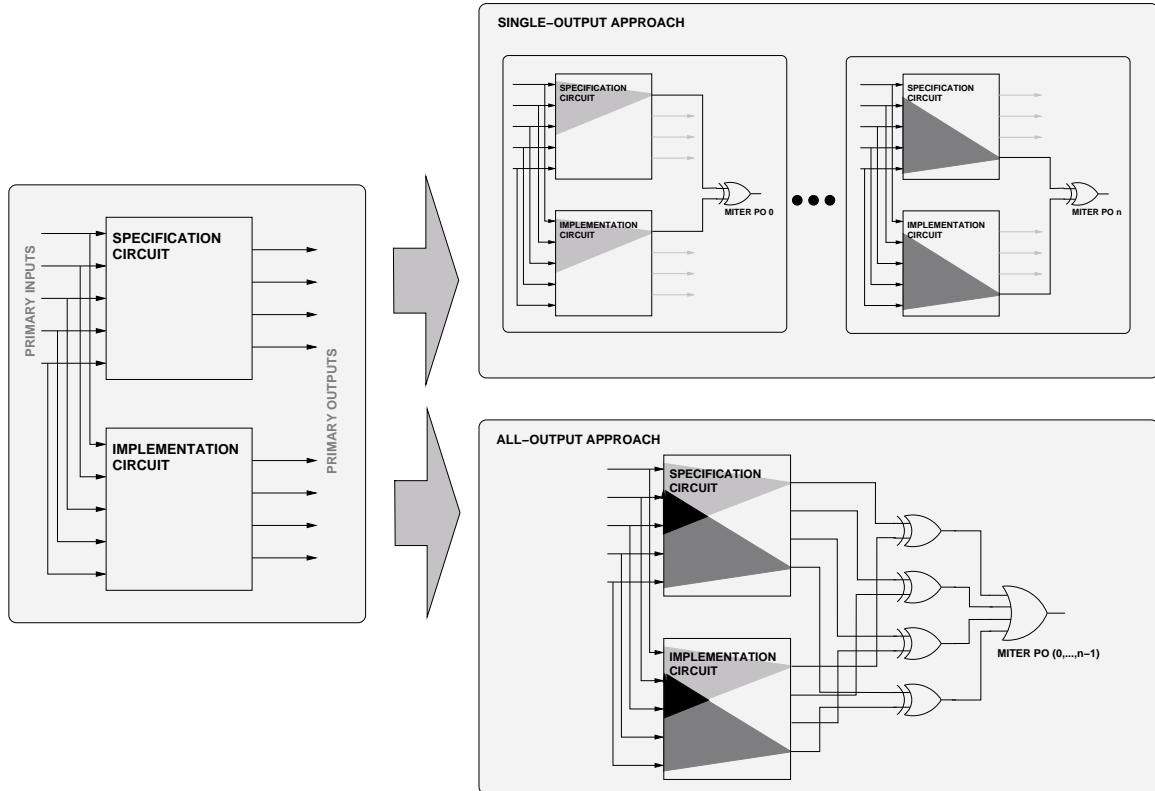 PRIMARY INPUTS
SPECIFICATION
CIRCUIT
IMPLEMENTATION
CIRCUIT
PRIMARY OUTPUTS
SINGLE–OUTPUT APPROACH
SPECIFICATION
CIRCUIT
IMPLEMENTATION
CIRCUIT
MITER PO 0
SPECIFICATION
CIRCUIT
IMPLEMENTATION
CIRCUIT
MITER PO n
ALL–OUTPUT APPROACH
SPECIFICATION
CIRCUIT
IMPLEMENTATION
CIRCUIT
MITER PO (0,...,n–1)